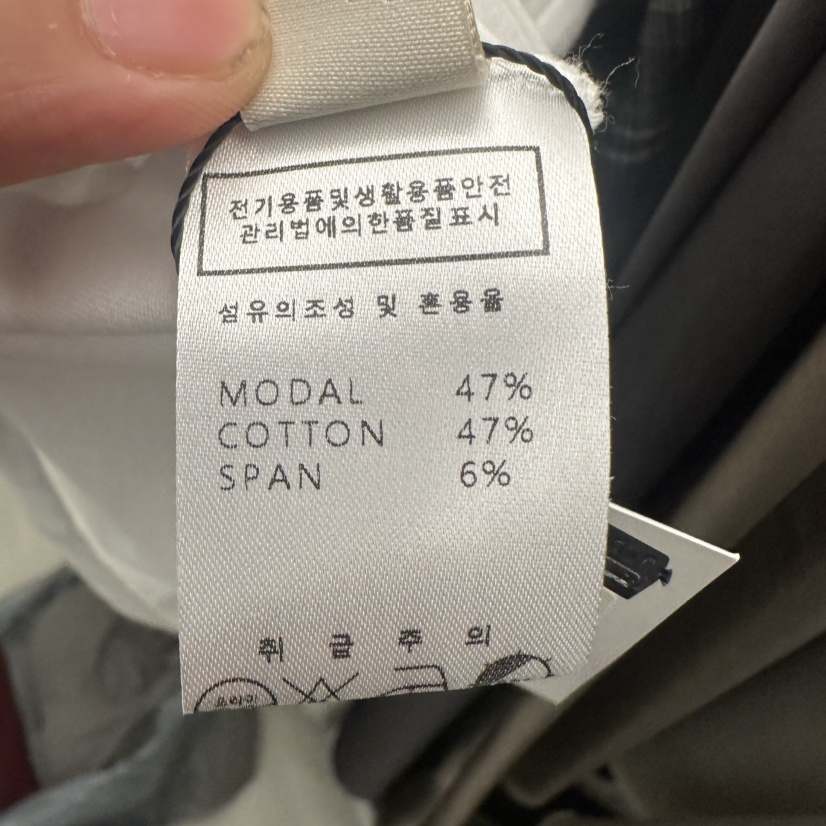 전기용품및생활용품안전
관리법에의한품질표시
섬유의조성 및 혼용율
MODAL 47%
COTTON 47%
SPAN 6%
취 급 주 의